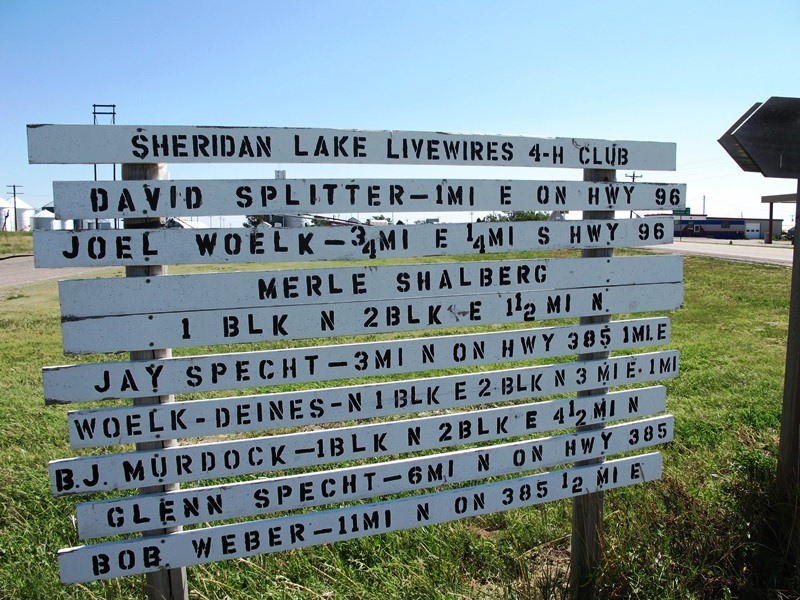 SHERIDAN LAKE LIVEWIRES 4-H CLUB
DAVID SPLITTER-1MI E ON HWY 96
JOEL WOELK-3/4MI E 1/4MI S HWY 96
MERLE SHALBERG
1 BLK N 2BLK E 1 1/2 MI N
JAY SPECHT-3MI N ON HWY 385 1MI.E
WOELK-DEINES-N 1 BLK E 2 BLK N 3 MI E. 1MI
B.J. MURDOCK-1BLK N 2BLK E 4 1/2 MI N
GLENN SPECHT-6MI N ON HWY 385
BOB WEBER-11MI N ON 385 1/2 MI E